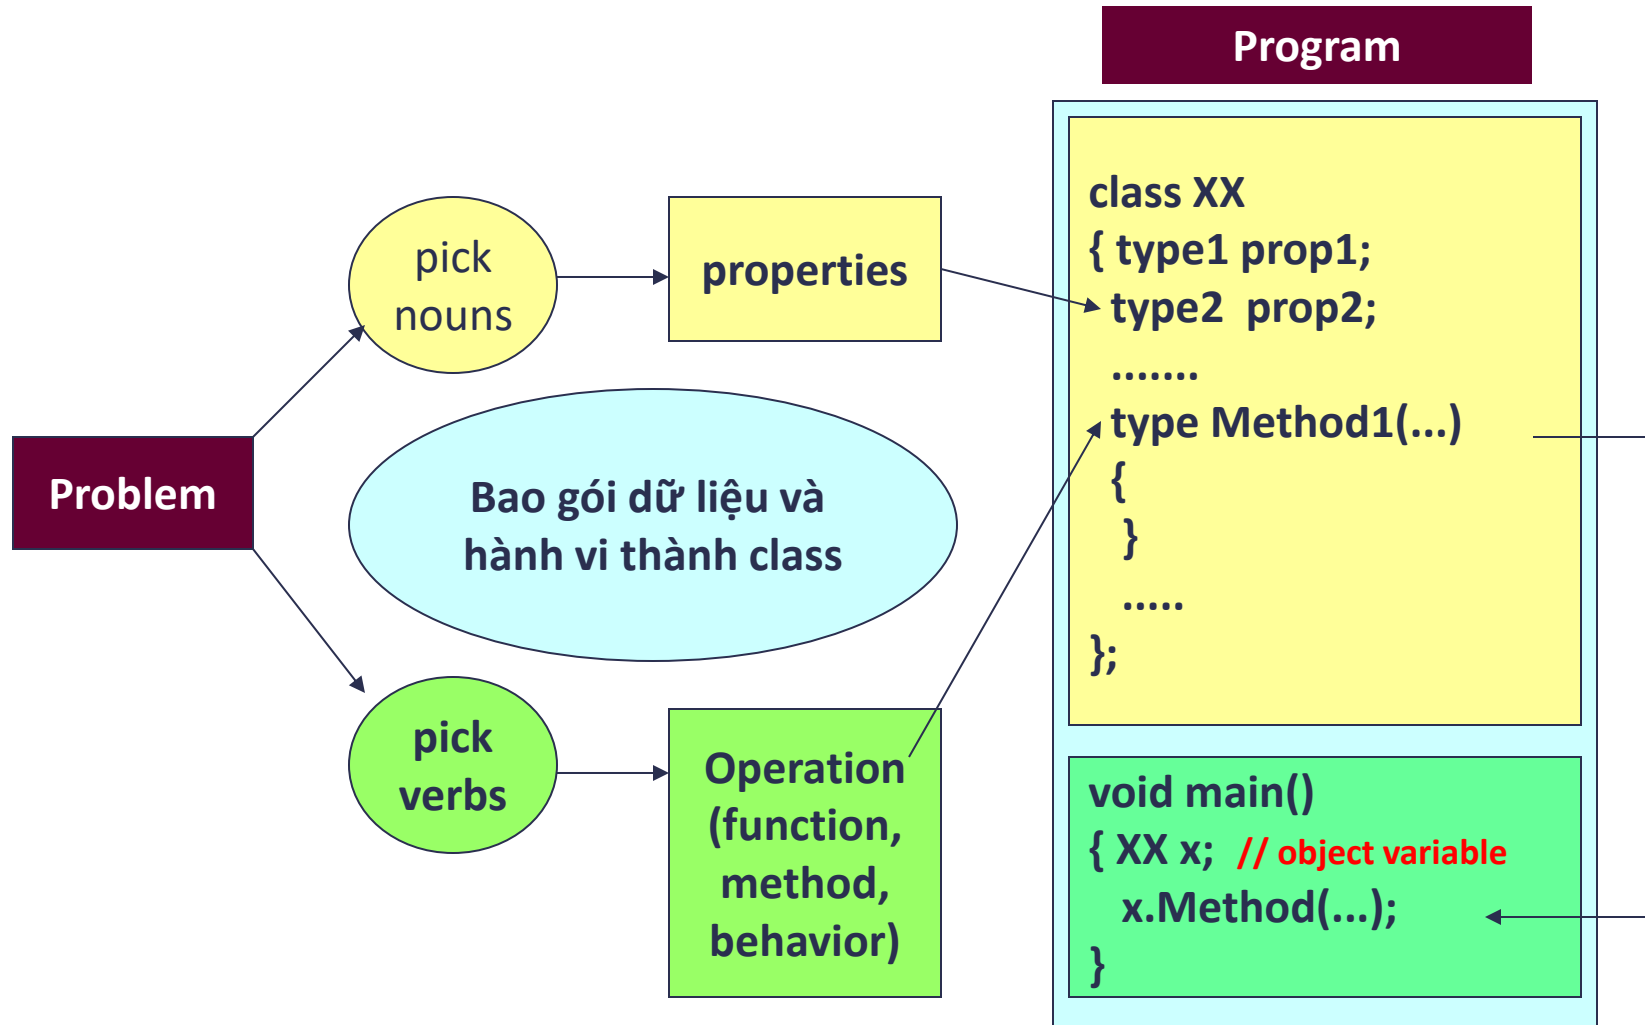 Program
Problem
pick
nouns
properties
Bao gói dữ liệu và
hành vi thành class
pick
verbs
Operation
(function,
method,
behavior)
class XX
{ type1 prop1;
type2 prop2;
.......
type Method1(...)
{
}
.....
};
void main()
{ XX x; // object variable
x.Method(...);
}